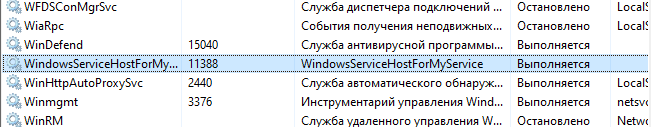 WFDSConMgrSvc Служба диспетчера подключений ... Остановлено LocalS
WiaRpc События получения неподвижных... Остановлено LocalS
WinDefend 15040 Служба антивирусной программы... Выполняется
WindowsServiceHostForMy... 11388 WindowsServiceHostForMyService Выполняется
WinHttpAutoProxySvc 2440 Служба автоматического обнаруж... Выполняется LocalS
Winmgmt 3376 Инструментарий управления Wind... Выполняется netsvc
WinRM Служба удаленного управления W... Остановлено Netwo